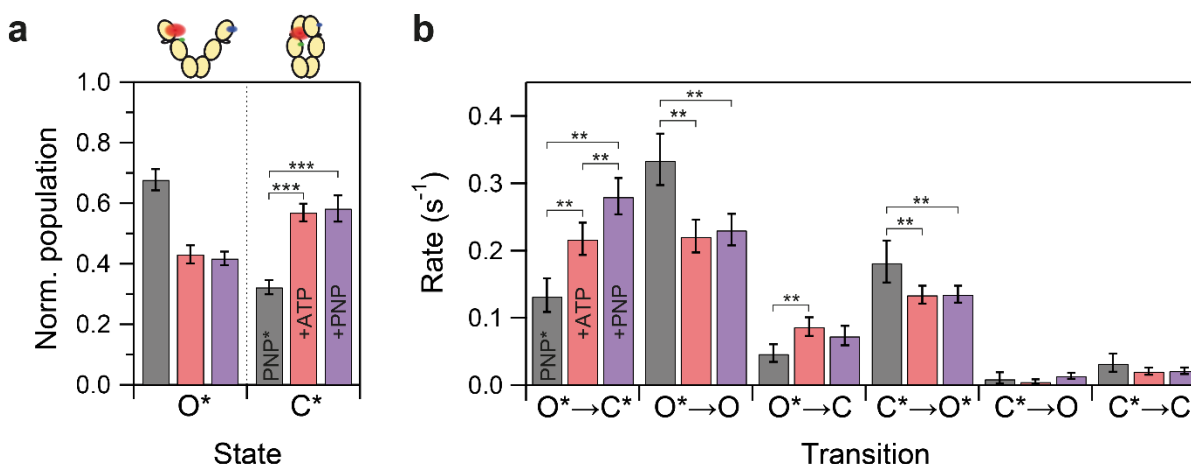 a
Norm. population
1.0
0.8
0.6
0.4
0.2
0.0
***
***
PNP*
+ATP
+PNP
O*
C*
State
b
Rate (s⁻¹)
0.4
0.3
0.2
0.1
0.0
**
**
**
PNP*
+ATP
+PNP
**
**
**
**
**
O*→C*
O*→O
O*→C
C*→O*
C*→O
C*→C
Transition